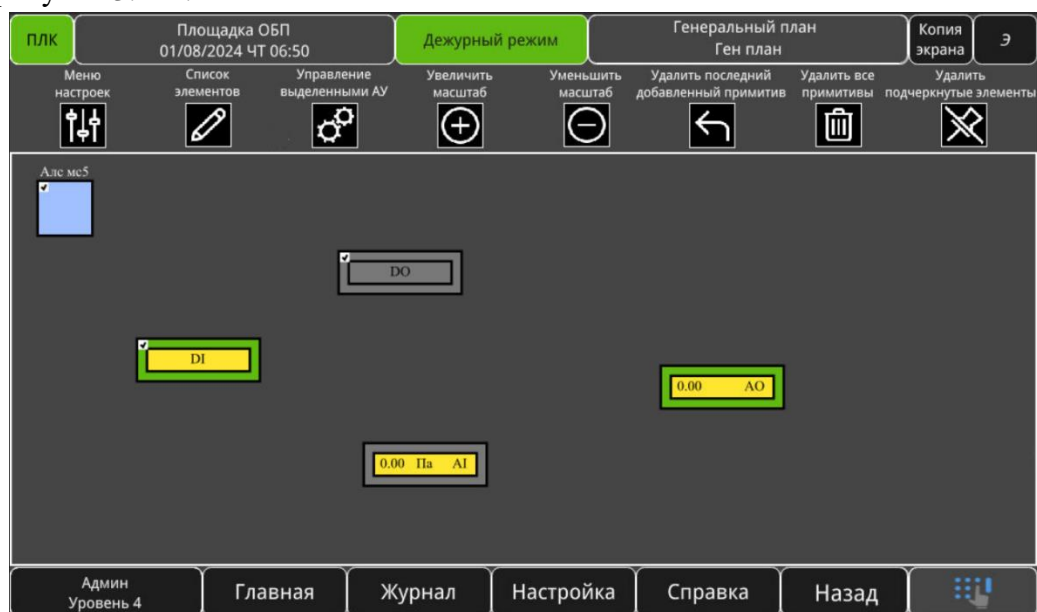 ПЛК
Площадка ОБП
01/08/2024 ЧТ 06:50
Дежурный режим
Генеральный план
Ген план
Копия
экрана
Э
Меню
настроек
Список
элементов
Управление
выделенными АУ
Увеличить
масштаб
Уменьшить
масштаб
Удалить последний
добавленный примитив
Удалить все
примитивы
Удалить
подчеркнутые элементы
Алс мс5
DO
DI
0.00 АО
0.00 Па AI
Админ
Уровень 4
Главная
Журнал
Настройка
Справка
Назад